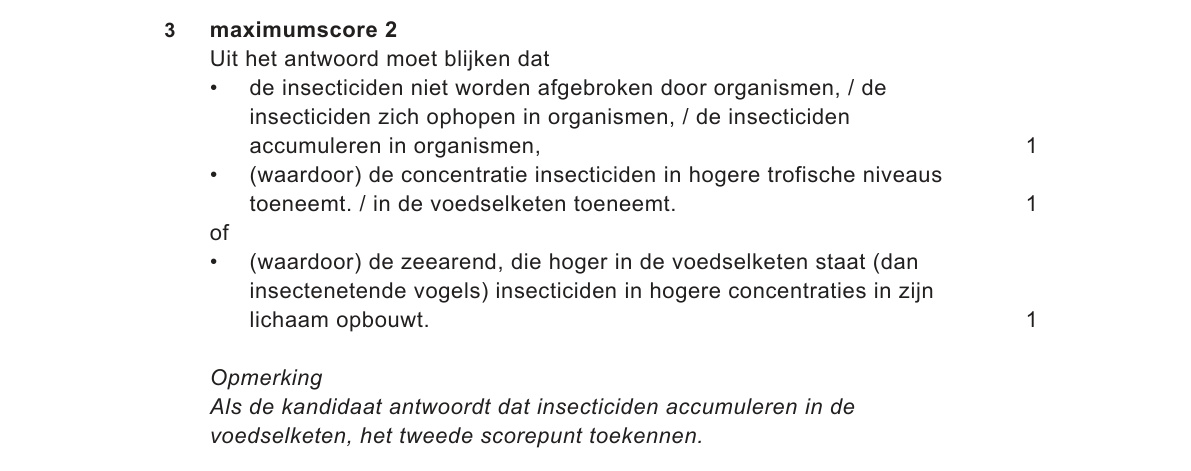 3 maximumscore 2
Uit het antwoord moet blijken dat
• de insecticiden niet worden afgebroken door organismen, / de
insecticiden zich ophopen in organismen, / de insecticiden
accumuleren in organismen, 1
• (waardoor) de concentratie insecticiden in hogere trofische niveaus
toeneemt. / in de voedselketen toeneemt. 1
of
• (waardoor) de zeearend, die hoger in de voedselketen staat (dan
insectenetende vogels) insecticiden in hogere concentraties in zijn
lichaam opbouwt. 1
Opmerking
Als de kandidaat antwoordt dat insecticiden accumuleren in de
voedselketen, het tweede scorepunt toekennen.